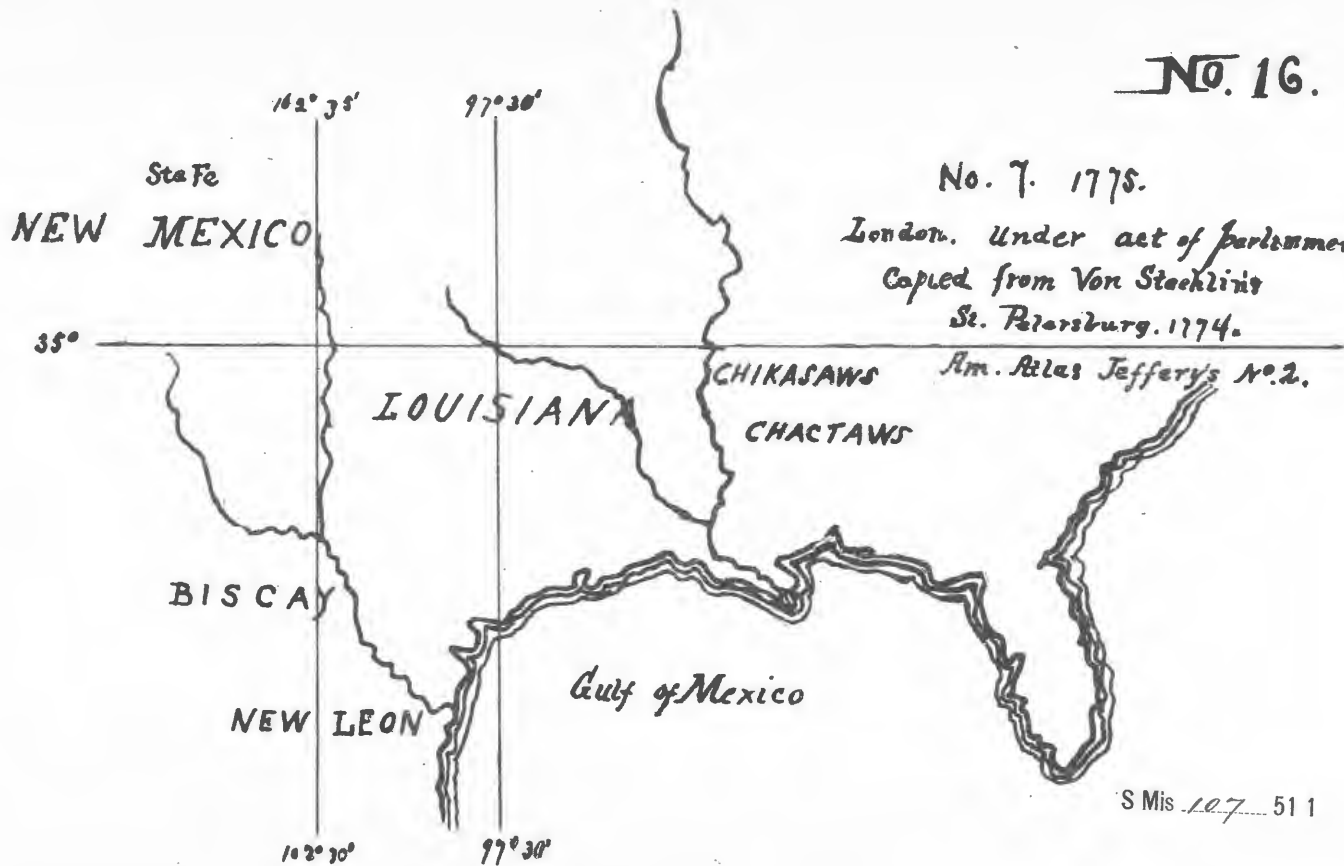 No. 16.
102° 35'
97° 30'
Sta Fe
NEW MEXICO
No. 7. 1775.
London. Under act of parliament
Copied from Von Staehlin's
St. Petersburg. 1774.
35°
Am. Atlas Jefferys No. 2.
CHIKASAWS
LOUISIANA
CHACTAWS
BISCAY
Gulf of Mexico
NEW LEON
S Mis 107 51 1
102° 30'
97° 30'